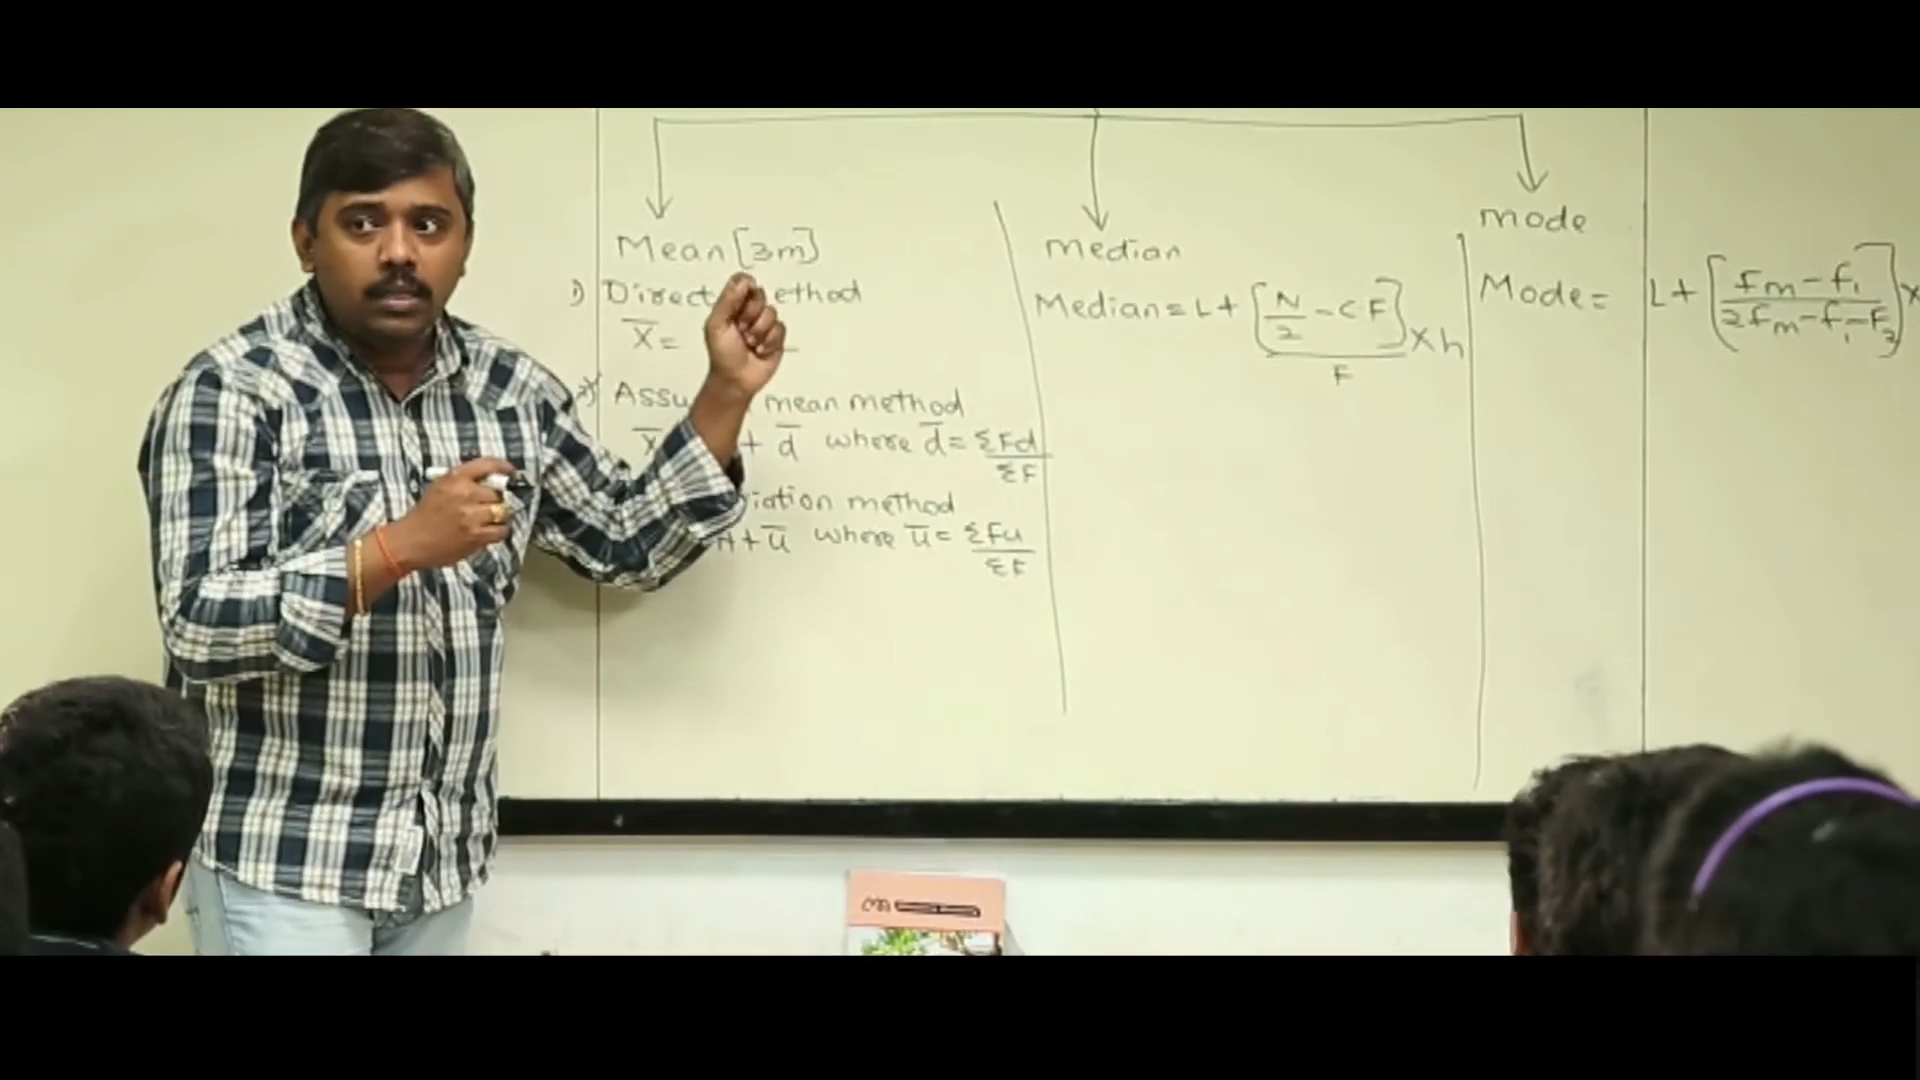 Mean [3m]
1) Direct method
x̄ =
mean method
+ d̄ where d̄ = ΣFd
ΣF
iation method
+ ū where ū = ΣFu
ΣF
median
Median = L + [N/2 - CF] × h
F
mode
Mode = L + [fm - f1 / 2fm - f1 - F2] ×